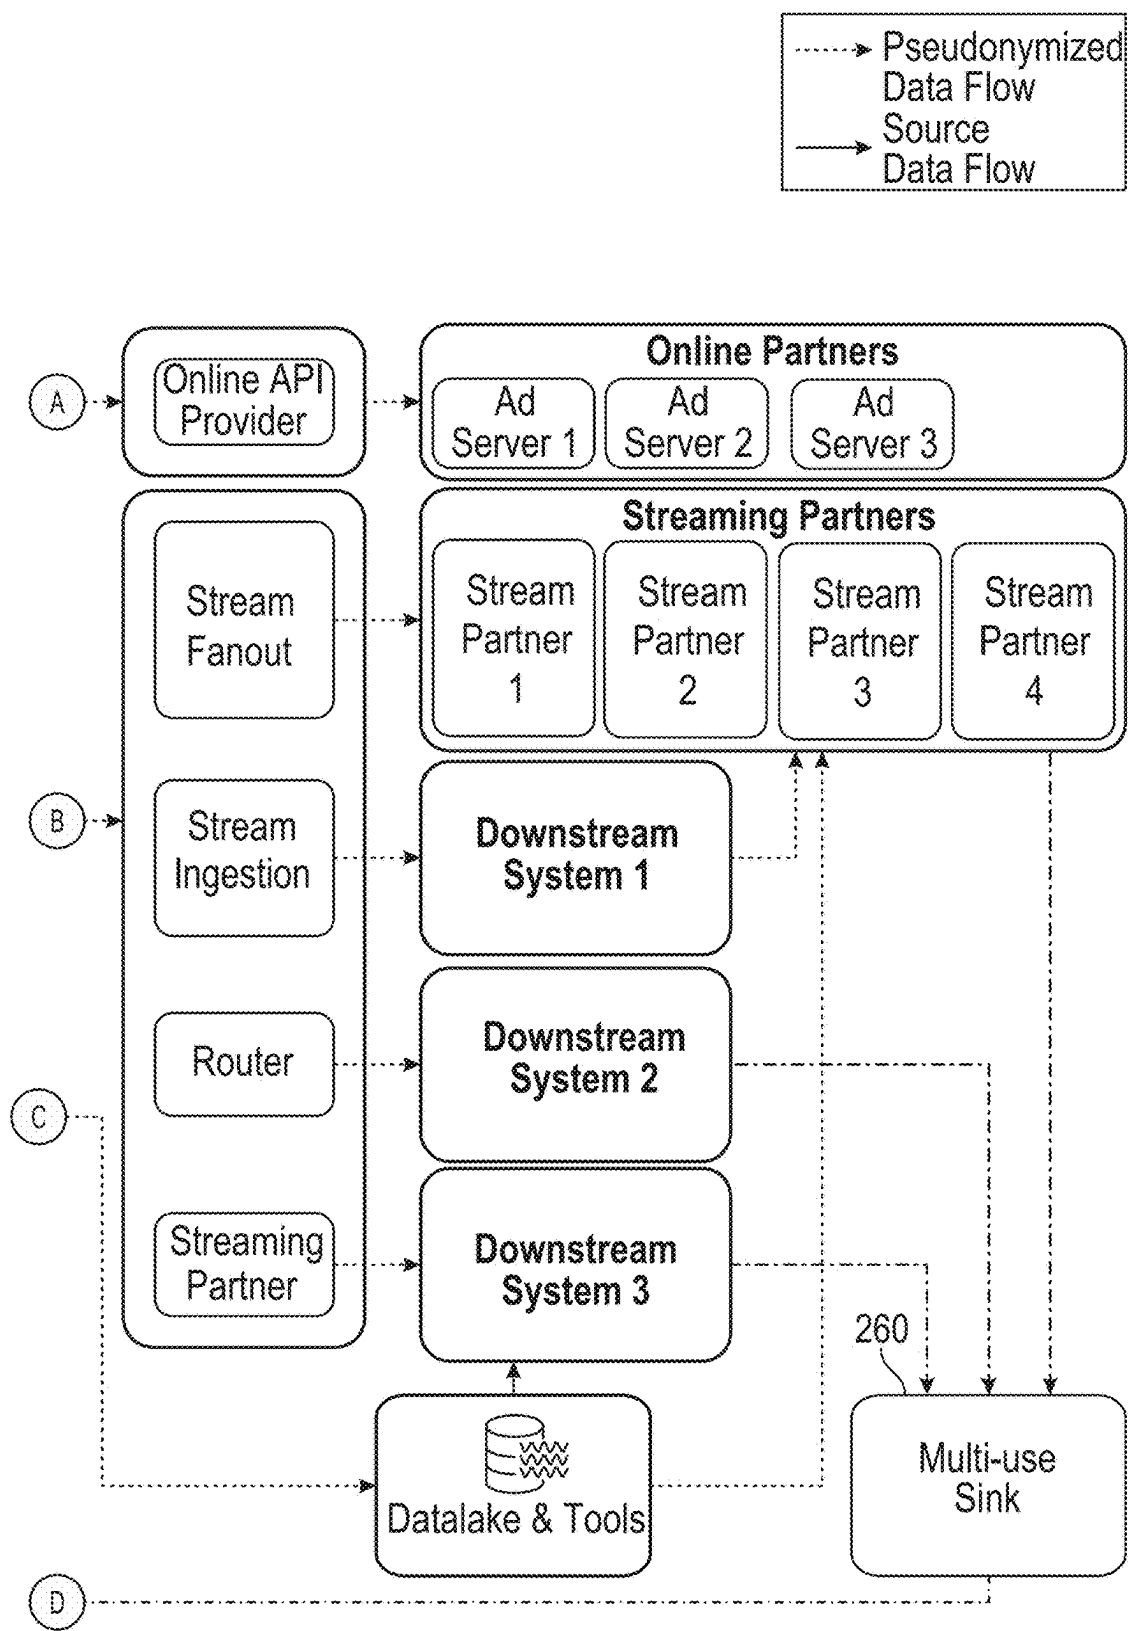 Pseudonymized
Data Flow
Source
Data Flow
A
Online API
Provider
Online Partners
Ad
Server 1
Ad
Server 2
Ad
Server 3
Stream
Fanout
Streaming Partners
Stream
Partner
1
Stream
Partner
2
Stream
Partner
3
Stream
Partner
4
B
Stream
Ingestion
Downstream
System 1
Router
Downstream
System 2
C
Streaming
Partner
Downstream
System 3
260
Datalake & Tools
Multi-use
Sink
D